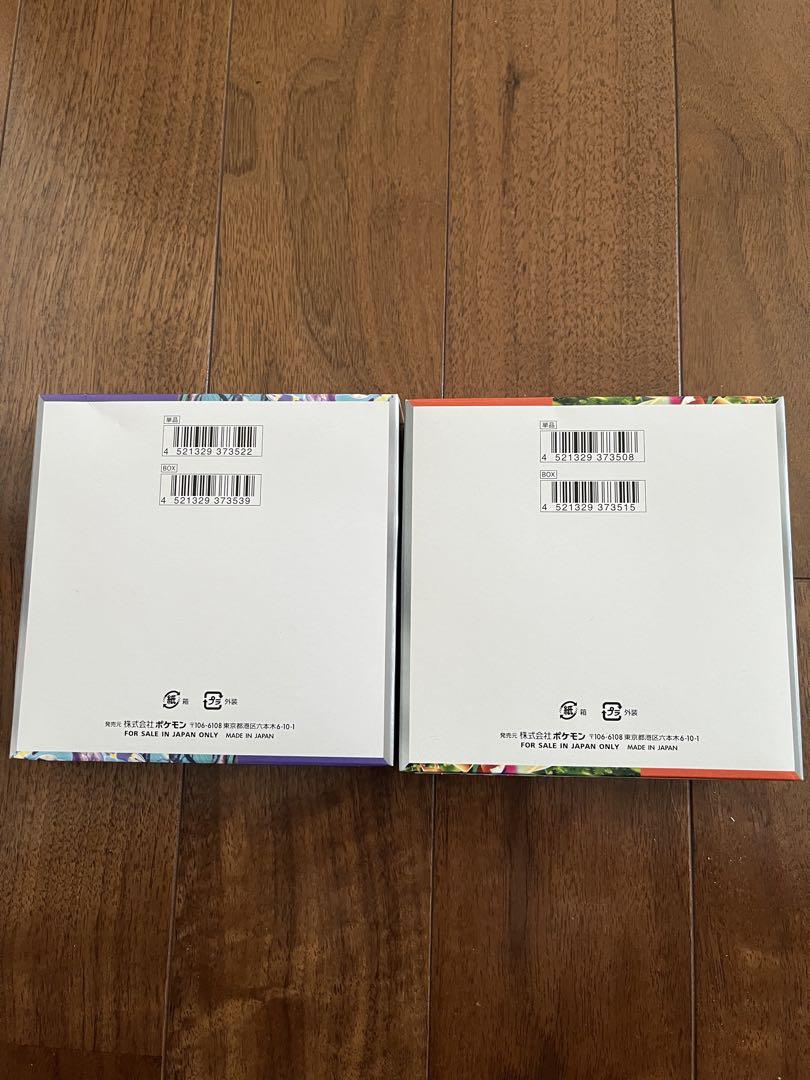 単品
4 521329 373522
BOX
4 521329 373539
紙 箱 プラ 外装
発売元 株式会社 ポケモン 〒106-6108 東京都港区六本木6-10-1
FOR SALE IN JAPAN ONLY MADE IN JAPAN
単品
4 521329 373508
BOX
4 521329 373515
紙 箱 プラ 外装
発売元 株式会社 ポケモン 〒106-6108 東京都港区六本木6-10-1
FOR SALE IN JAPAN ONLY MADE IN JAPAN